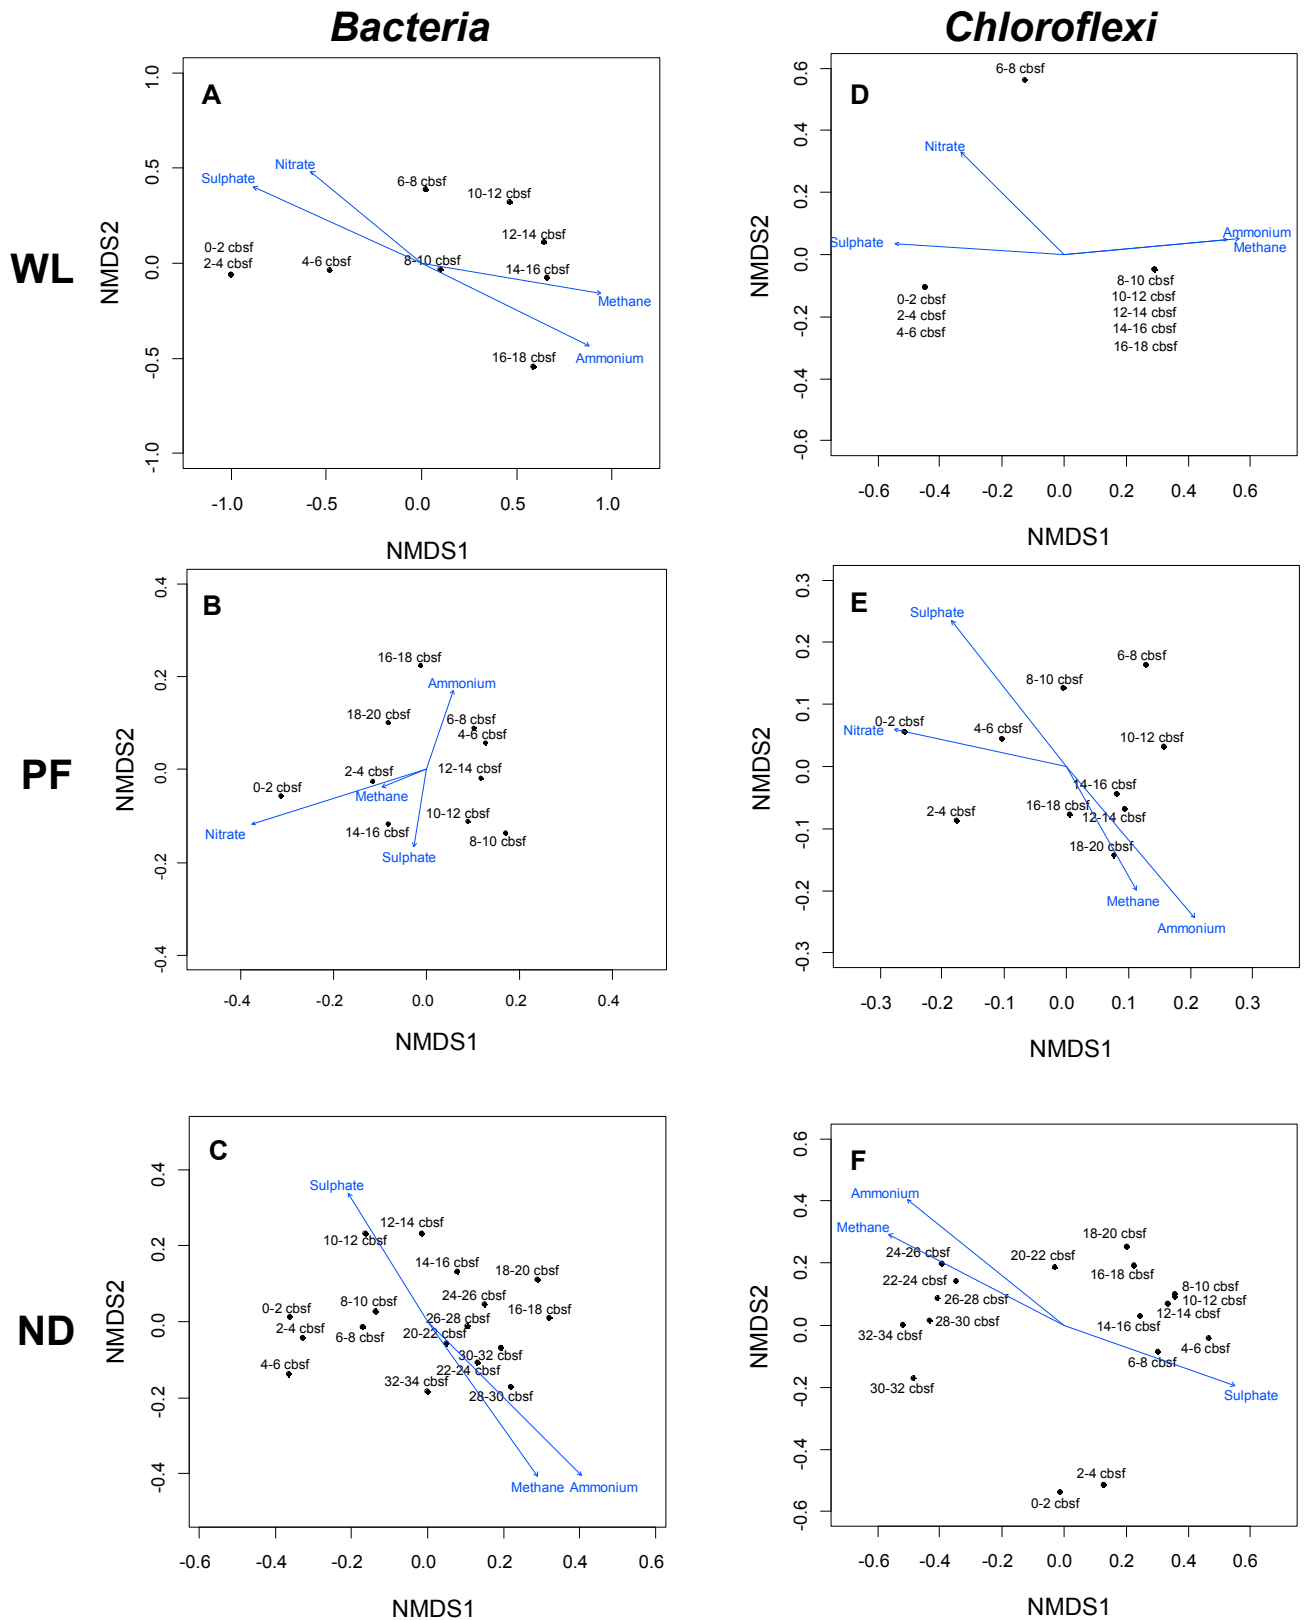 Bacteria
Chloroflexi
WL
A
1.0
0.5
0.0
-0.5
-1.0
NMDS2
Nitrate
Sulphate
6-8 cbsf
10-12 cbsf
12-14 cbsf
0-2 cbsf
2-4 cbsf
4-6 cbsf
8-10 cbsf
14-16 cbsf
Methane
Ammonium
16-18 cbsf
-1.0
-0.5
0.0
0.5
1.0
NMDS1
D
0.6
0.4
0.2
0.0
-0.2
-0.4
-0.6
NMDS2
6-8 cbsf
Nitrate
Sulphate
Ammonium
Methane
0-2 cbsf
2-4 cbsf
4-6 cbsf
8-10 cbsf
10-12 cbsf
12-14 cbsf
14-16 cbsf
16-18 cbsf
-0.6
-0.4
-0.2
0.0
0.2
0.4
0.6
NMDS1
PF
B
0.4
0.2
0.0
-0.2
-0.4
NMDS2
16-18 cbsf
Ammonium
18-20 cbsf
6-8 cbsf
4-6 cbsf
2-4 cbsf
12-14 cbsf
0-2 cbsf
Methane
10-12 cbsf
Nitrate
14-16 cbsf
8-10 cbsf
Sulphate
-0.4
-0.2
0.0
0.2
0.4
NMDS1
E
0.3
0.2
0.1
0.0
-0.1
-0.2
-0.3
NMDS2
Sulphate
6-8 cbsf
8-10 cbsf
0-2 cbsf
Nitrate
4-6 cbsf
10-12 cbsf
14-16 cbsf
16-18 cbsf
2-4 cbsf
12-14 cbsf
18-20 cbsf
Methane
Ammonium
-0.3
-0.2
-0.1
0.0
0.1
0.2
0.3
NMDS1
ND
C
0.4
0.2
0.0
-0.2
-0.4
NMDS2
Sulphate
12-14 cbsf
10-12 cbsf
14-16 cbsf
18-20 cbsf
24-26 cbsf
8-10 cbsf
0-2 cbsf
16-18 cbsf
26-28 cbsf
2-4 cbsf
6-8 cbsf
20-22 cbsf
30-32 cbsf
4-6 cbsf
22-24 cbsf
32-34 cbsf
28-30 cbsf
Methane
Ammonium
-0.6
-0.4
-0.2
0.0
0.2
0.4
0.6
NMDS1
F
0.6
0.4
0.2
0.0
-0.2
-0.4
-0.6
NMDS2
Ammonium
Methane
18-20 cbsf
24-26 cbsf
20-22 cbsf
16-18 cbsf
22-24 cbsf
8-10 cbsf
26-28 cbsf
10-12 cbsf
12-14 cbsf
28-30 cbsf
14-16 cbsf
32-34 cbsf
4-6 cbsf
6-8 cbsf
30-32 cbsf
Sulphate
2-4 cbsf
0-2 cbsf
-0.6
-0.4
-0.2
0.0
0.2
0.4
0.6
NMDS1